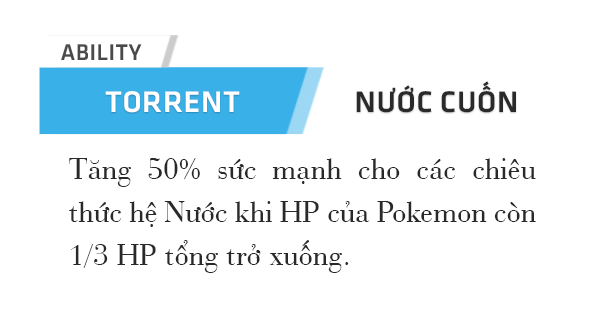 ABILITY
TORRENT
NƯỚC CUỐN
Tăng 50% sức mạnh cho các chiêu
thức hệ Nước khi HP của Pokemon còn
1/3 HP tổng trở xuống.